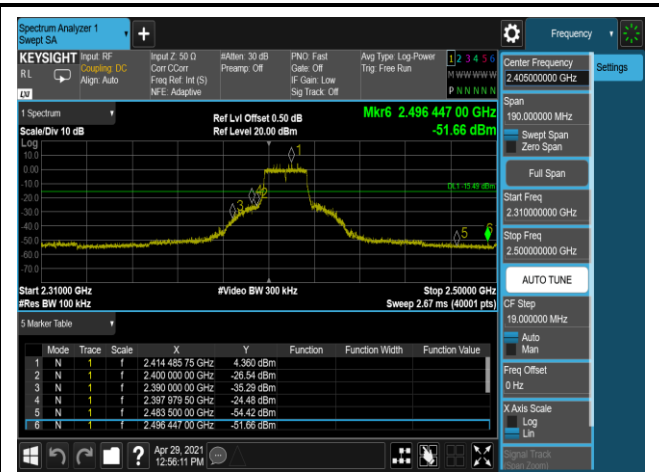 Spectrum Analyzer 1
Swept SA
Frequency
KEYSIGHT
RL
LXI
Input: RF
Coupling: DC
Align: Auto
Input Z: 50 Ω
Corr CCorr
Freq Ref: Int (S)
NFE: Adaptive
#Atten: 30 dB
Preamp: Off
PNO: Fast
Gate: Off
IF Gain: Low
Sig Track: Off
Avg Type: Log-Power
Trig: Free Run
1 2 3 4 5 6
M W W W W W
P N N N N N
Center Frequency
2.405000000 GHz
Settings
Span
190.000000 MHz
Swept Span
Zero Span
Full Span
Start Freq
2.310000000 GHz
Stop Freq
2.500000000 GHz
AUTO TUNE
CF Step
19.000000 MHz
Auto
Man
Freq Offset
0 Hz
X Axis Scale
Log
Lin
Signal Track
(Span Zoom)
1 Spectrum
Scale/Div 10 dB
Ref Lvl Offset 0.50 dB
Ref Level 20.00 dBm
Mkr6 2.496 447 00 GHz
-51.66 dBm
Log
10.0
0.00
-10.0
-20.0
-30.0
-40.0
-50.0
-60.0
-70.0
1
DL1 -15.49 dBm
3
4
2
5
6
Start 2.31000 GHz
#Res BW 100 kHz
#Video BW 300 kHz
Stop 2.50000 GHz
Sweep 2.67 ms (40001 pts)
5 Marker Table
Mode Trace Scale X Y Function Function Width Function Value
1 N 1 f 2.414 485 75 GHz 4.360 dBm
2 N 1 f 2.400 000 00 GHz -26.54 dBm
3 N 1 f 2.390 000 00 GHz -35.29 dBm
4 N 1 f 2.397 979 50 GHz -24.48 dBm
5 N 1 f 2.483 500 00 GHz -54.42 dBm
6 N 1 f 2.496 447 00 GHz -51.66 dBm
?
Apr 29, 2021
12:56:11 PM